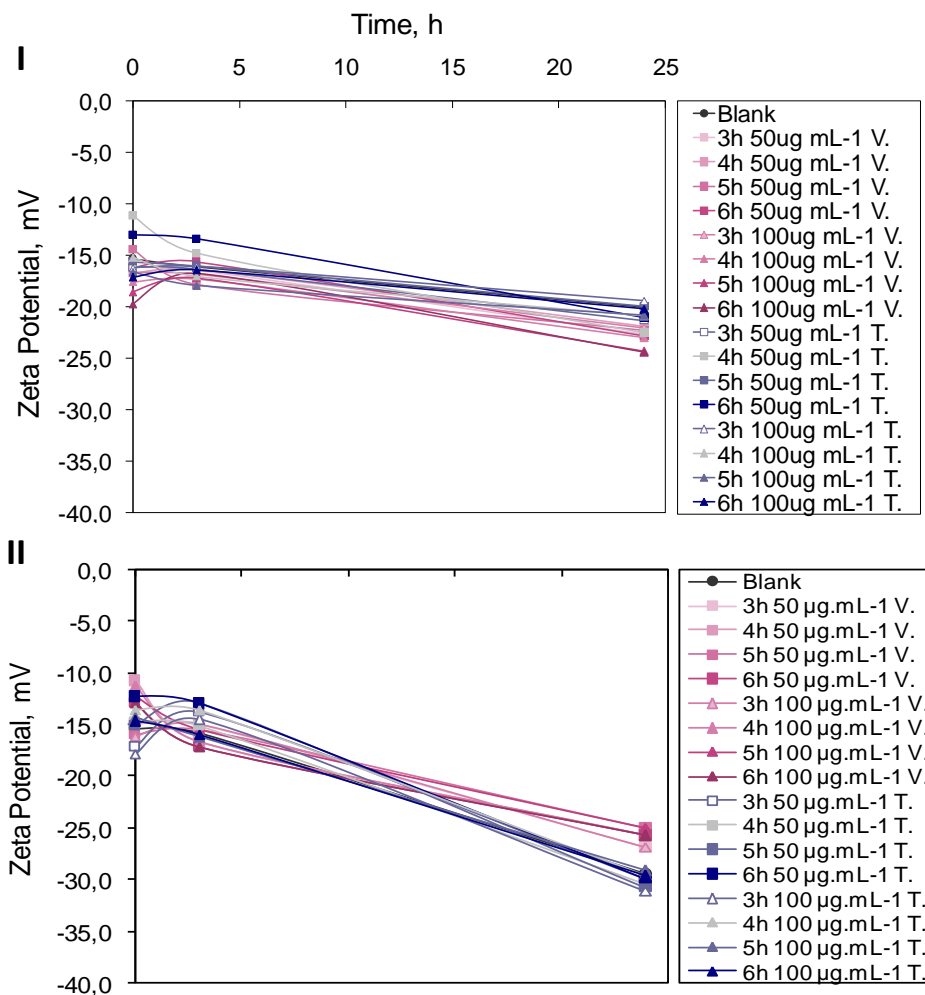 Time, h
I
0 5 10 15 20 25
0,0
-5,0
-10,0
-15,0
-20,0
-25,0
-30,0
-35,0
-40,0
Zeta Potential, mV
Blank
3h 50ug mL-1 V.
4h 50ug mL-1 V.
5h 50ug mL-1 V.
6h 50ug mL-1 V.
3h 100ug mL-1 V.
4h 100ug mL-1 V.
5h 100ug mL-1 V.
6h 100ug mL-1 V.
3h 50ug mL-1 T.
4h 50ug mL-1 T.
5h 50ug mL-1 T.
6h 50ug mL-1 T.
3h 100ug mL-1 T.
4h 100ug mL-1 T.
5h 100ug mL-1 T.
6h 100ug mL-1 T.
II
0,0
-5,0
-10,0
-15,0
-20,0
-25,0
-30,0
-35,0
-40,0
Zeta Potential, mV
Blank
3h 50 µg.mL-1 V.
4h 50 µg.mL-1 V.
5h 50 µg.mL-1 V.
6h 50 µg.mL-1 V.
3h 100 µg.mL-1 V.
4h 100 µg.mL-1 V.
5h 100 µg.mL-1 V.
6h 100 µg.mL-1 V.
3h 50 µg.mL-1 T.
4h 50 µg.mL-1 T.
5h 50 µg.mL-1 T.
6h 50 µg.mL-1 T.
3h 100 µg.mL-1 T.
4h 100 µg.mL-1 T.
5h 100 µg.mL-1 T.
6h 100 µg.mL-1 T.